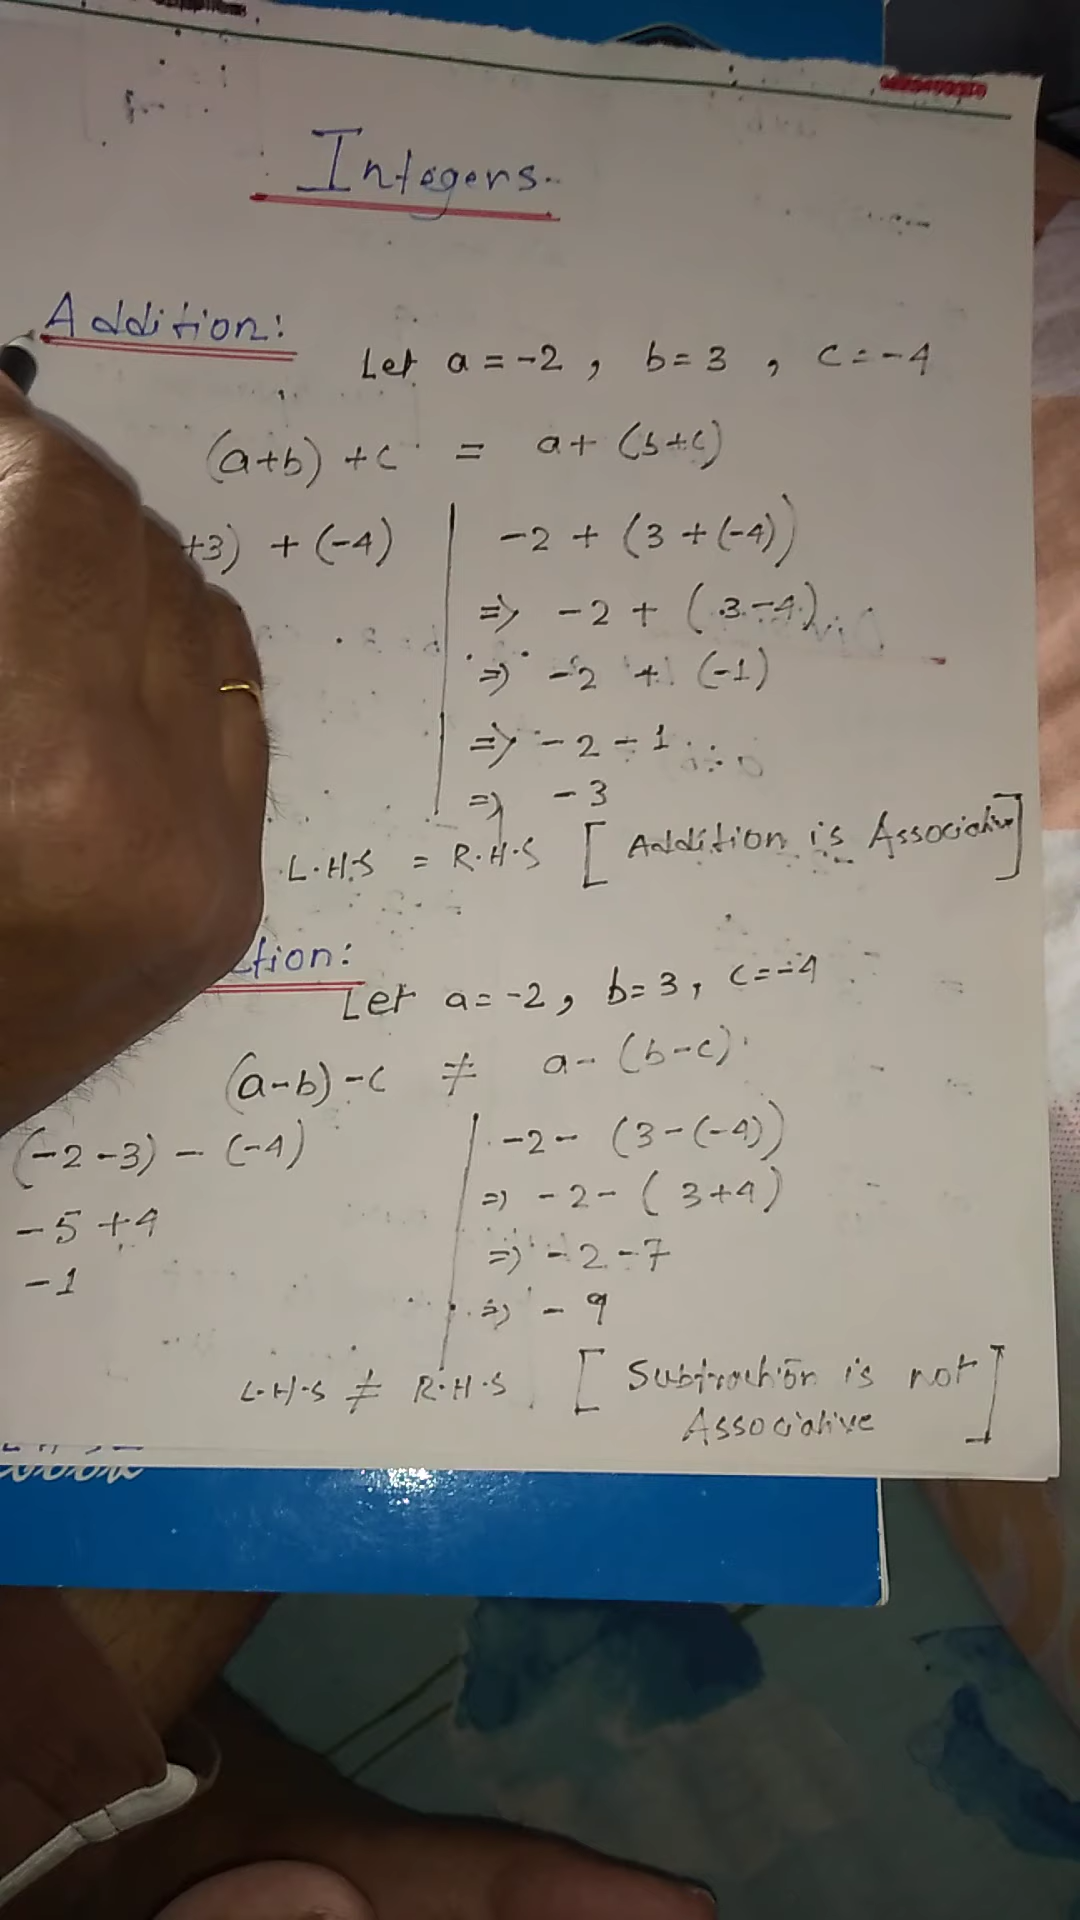 Integers.
Addition:
Let a = -2 , b = 3 , c = -4
(a+b) +c = a+ (b+c)
+3) + (-4)
-2 + (3 + (-4))
=> -2 + (3-4)
=> -2 + (-1)
=> -2 - 1
=> -3
L.H.S = R.H.S [ Addition is Associative ]
ction:
Let a = -2 , b = 3 , c = -4
(a-b) -c ≠ a- (b-c)
(-2-3) - (-4)
-5 +4
-1
-2 - (3-(-4))
=> -2 - ( 3+4 )
=> -2 - 7
=> - 9
L.H.S ≠ R.H.S [ Subtraction is not
Associative ]